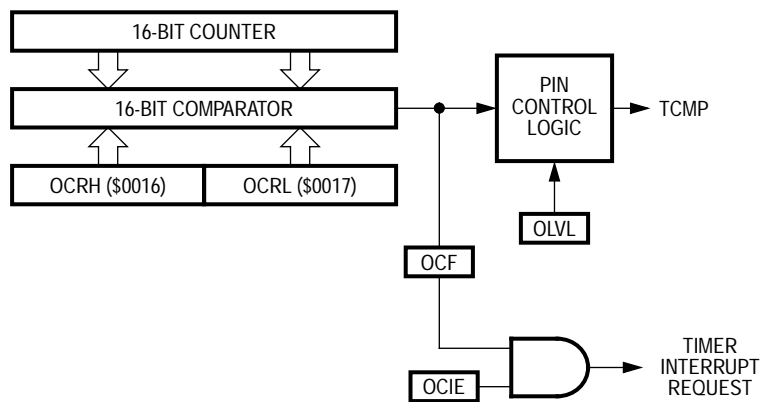 16-BIT COUNTER
16-BIT COMPARATOR
OCRH ($0016)
OCRL ($0017)
PIN
CONTROL
LOGIC
TCMP
OLVL
OCF
OCIE
TIMER
INTERRUPT
REQUEST